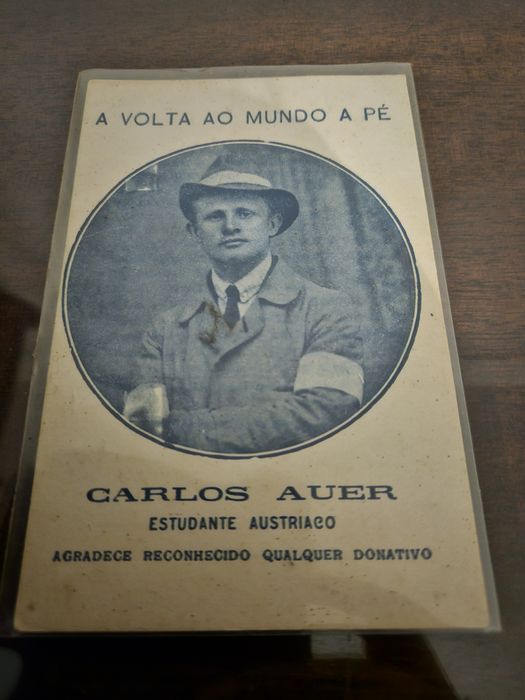 A VOLTA AO MUNDO A PÉ
CARLOS AUER
ESTUDANTE AUSTRIACO
AGRADECE RECONHECIDO QUALQUER DONATIVO